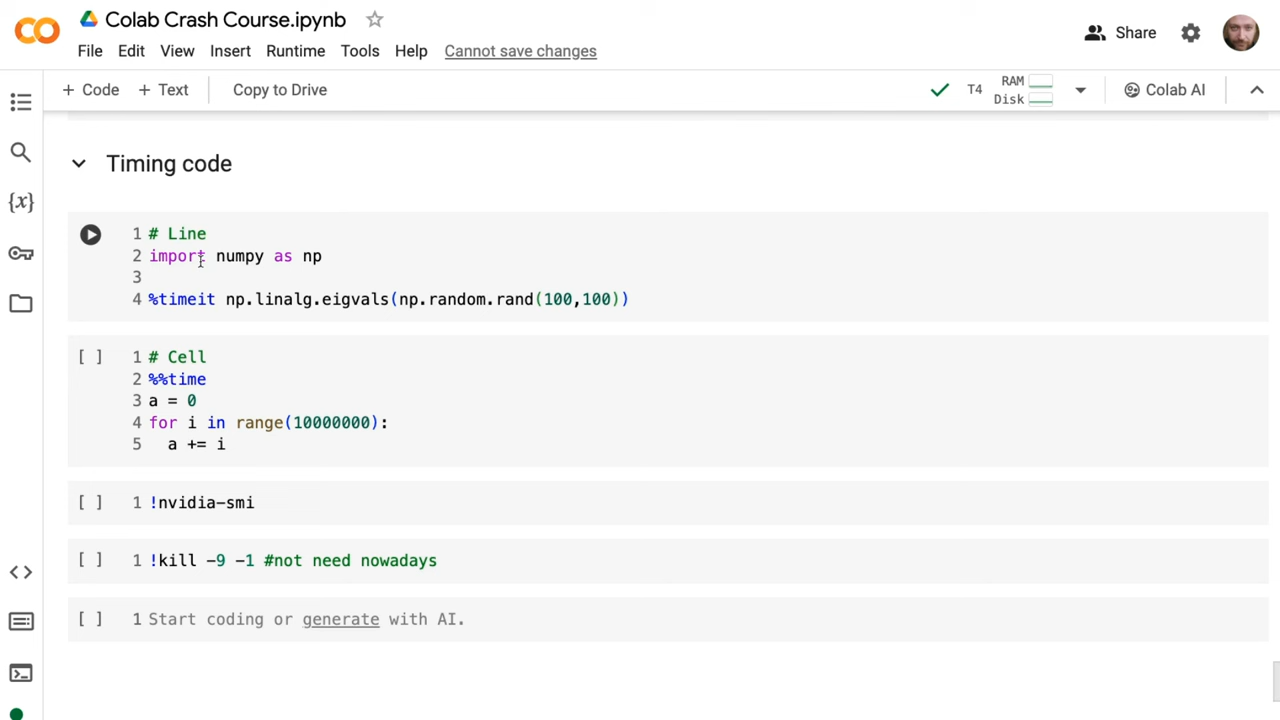 Colab Crash Course.ipynb
File Edit View Insert Runtime Tools Help Cannot save changes
Share
+ Code + Text Copy to Drive
T4
RAM
Disk
Colab AI
{x}
Timing code
1 # Line
2 import numpy as np
3
4 %timeit np.linalg.eigvals(np.random.rand(100,100))
[ ] 1 # Cell
2 %%time
3 a = 0
4 for i in range(10000000):
5 a += i
[ ] 1 !nvidia-smi
[ ] 1 !kill -9 -1 #not need nowadays
[ ] 1 Start coding or generate with AI.